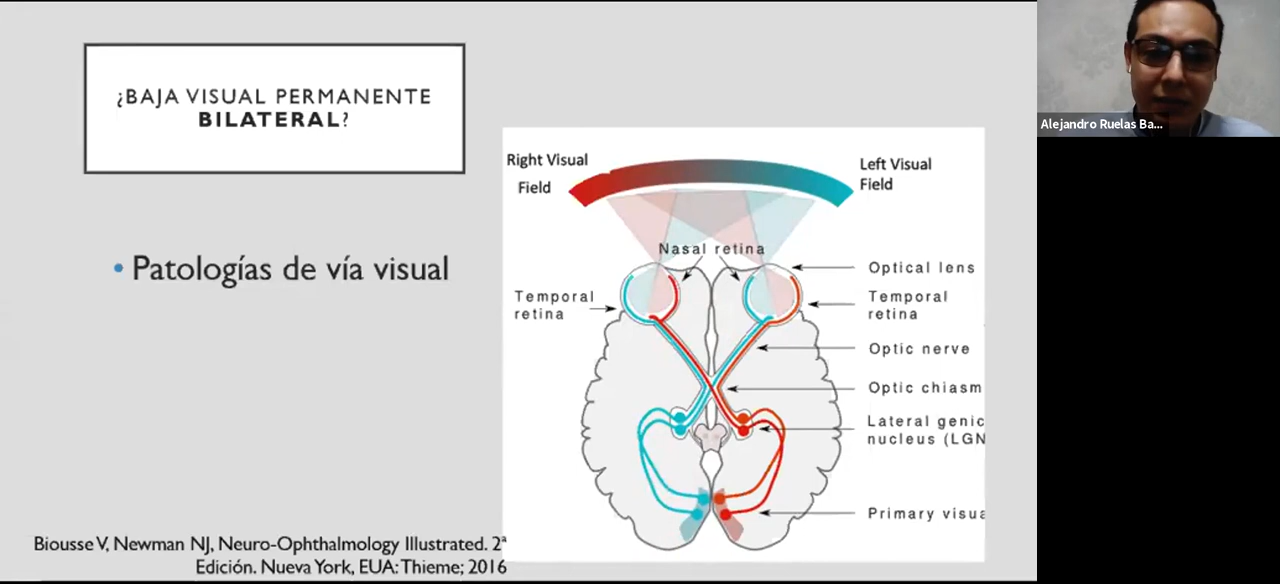 ¿BAJA VISUAL PERMANENTE
BILATERAL?
• Patologías de vía visual
Right Visual
Field
Left Visual
Field
Nasal retina
Optical lens
Temporal
retina
Temporal
retina
Optic nerve
Optic chiasm
Lateral genic
nucleus (LGN
Primary visua
Biousse V, Newman NJ, Neuro-Ophthalmology Illustrated. 2ª
Edición. Nueva York, EUA: Thieme; 2016
Alejandro Ruelas Ba...